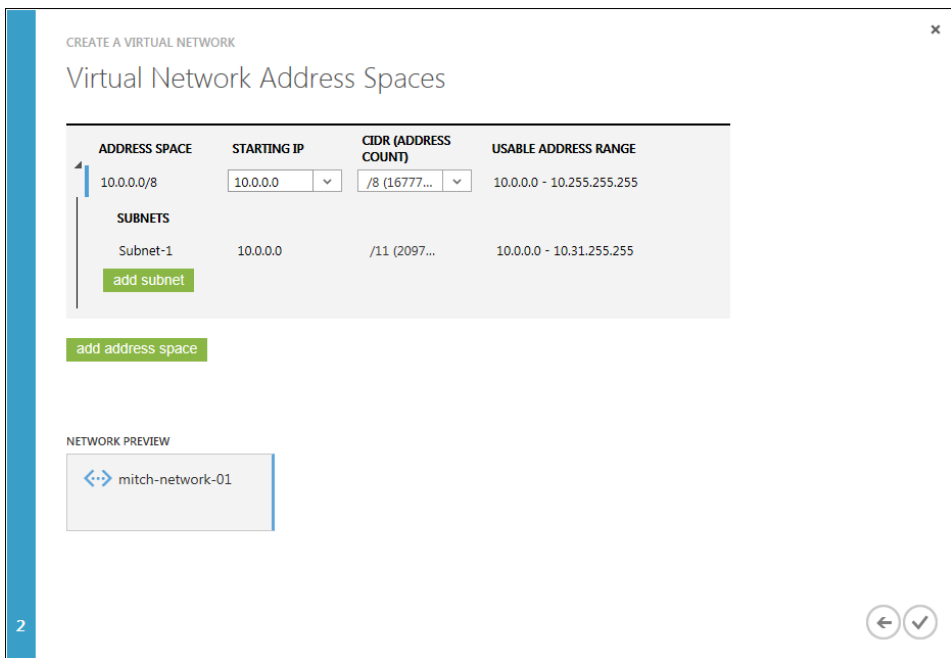 CREATE A VIRTUAL NETWORK
Virtual Network Address Spaces
ADDRESS SPACE STARTING IP CIDR (ADDRESS COUNT) USABLE ADDRESS RANGE
10.0.0.0/8 10.0.0.0 /8 (16777... 10.0.0.0 - 10.255.255.255
SUBNETS
Subnet-1 10.0.0.0 /11 (2097... 10.0.0.0 - 10.31.255.255
add subnet
add address space
NETWORK PREVIEW
mitch-network-01
2